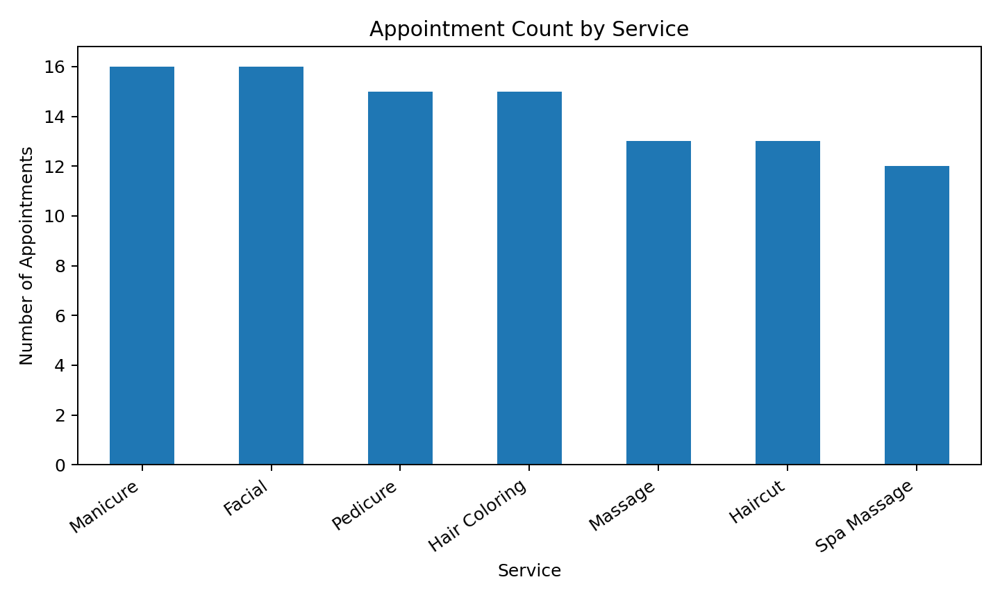 Appointment Count by Service
Number of Appointments
16
14
12
10
8
6
4
2
0
Manicure
Facial
Pedicure
Hair Coloring
Massage
Haircut
Spa Massage
Service